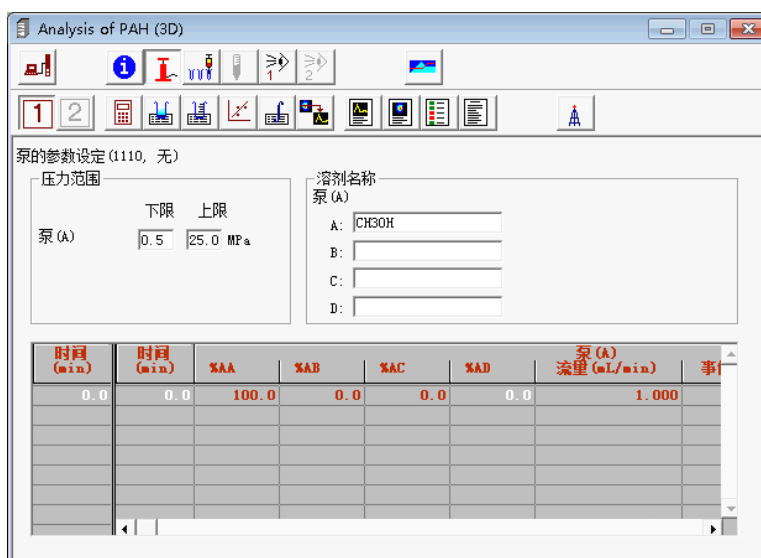 Analysis of PAH (3D)
1 2
1 2
泵的参数设定(1110, 无)
压力范围
下限 上限
泵(A) 0.5 25.0 MPa
溶剂名称
泵(A)
A: CH3OH
B:
C:
D:
泵(A)
时间 (min) 时间 (min) %AA %AB %AC %AD 流量(mL/min)
0.0 0.0 100.0 0.0 0.0 0.0 1.000